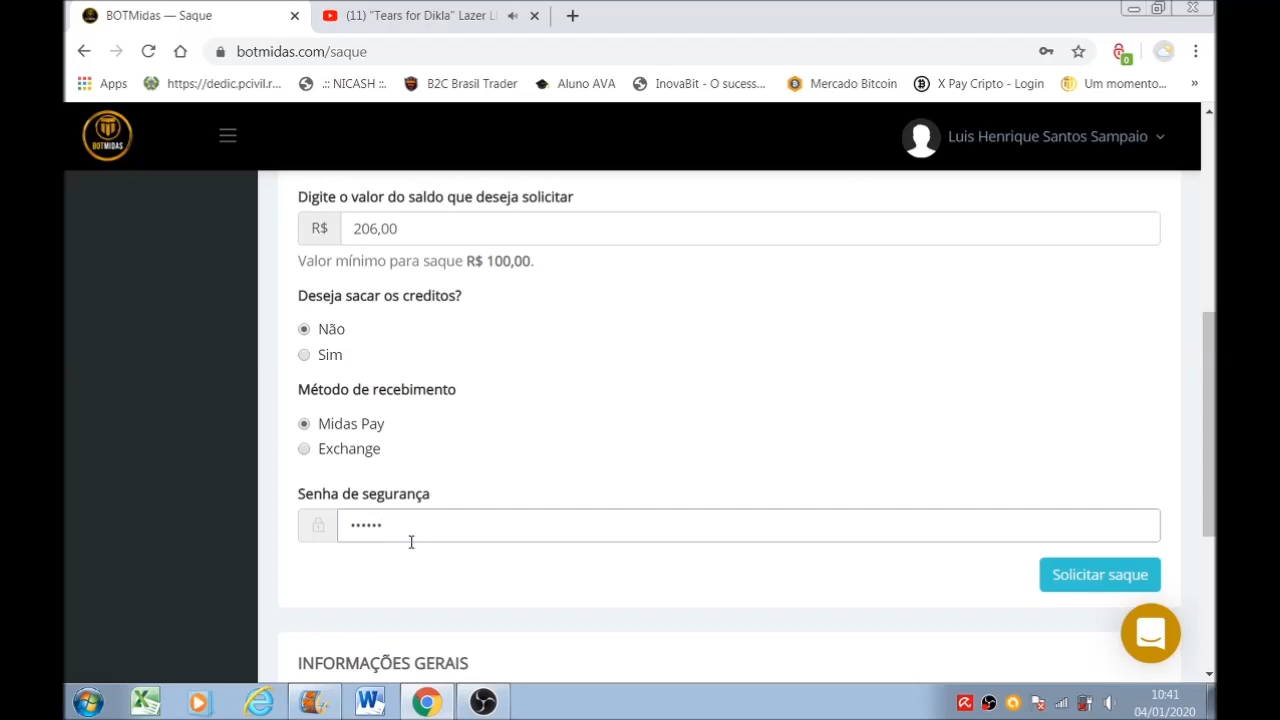 BOTMidas — Saque
(11) "Tears for Dikla" Lazer Ll
botmidas.com/saque
0
Apps
https://dedic.pcivil.r...
.:: NICASH ::.
B2C Brasil Trader
Aluno AVA
InovaBit - O sucess...
Mercado Bitcoin
X Pay Cripto - Login
Um momento...
»
BOTMIDAS
Luis Henrique Santos Sampaio
Digite o valor do saldo que deseja solicitar
R$ 206,00
Valor mínimo para saque R$ 100,00.
Deseja sacar os creditos?
Não
Sim
Método de recebimento
Midas Pay
Exchange
Senha de segurança
••••••
Solicitar saque
INFORMAÇÕES GERAIS
10:41
04/01/2020